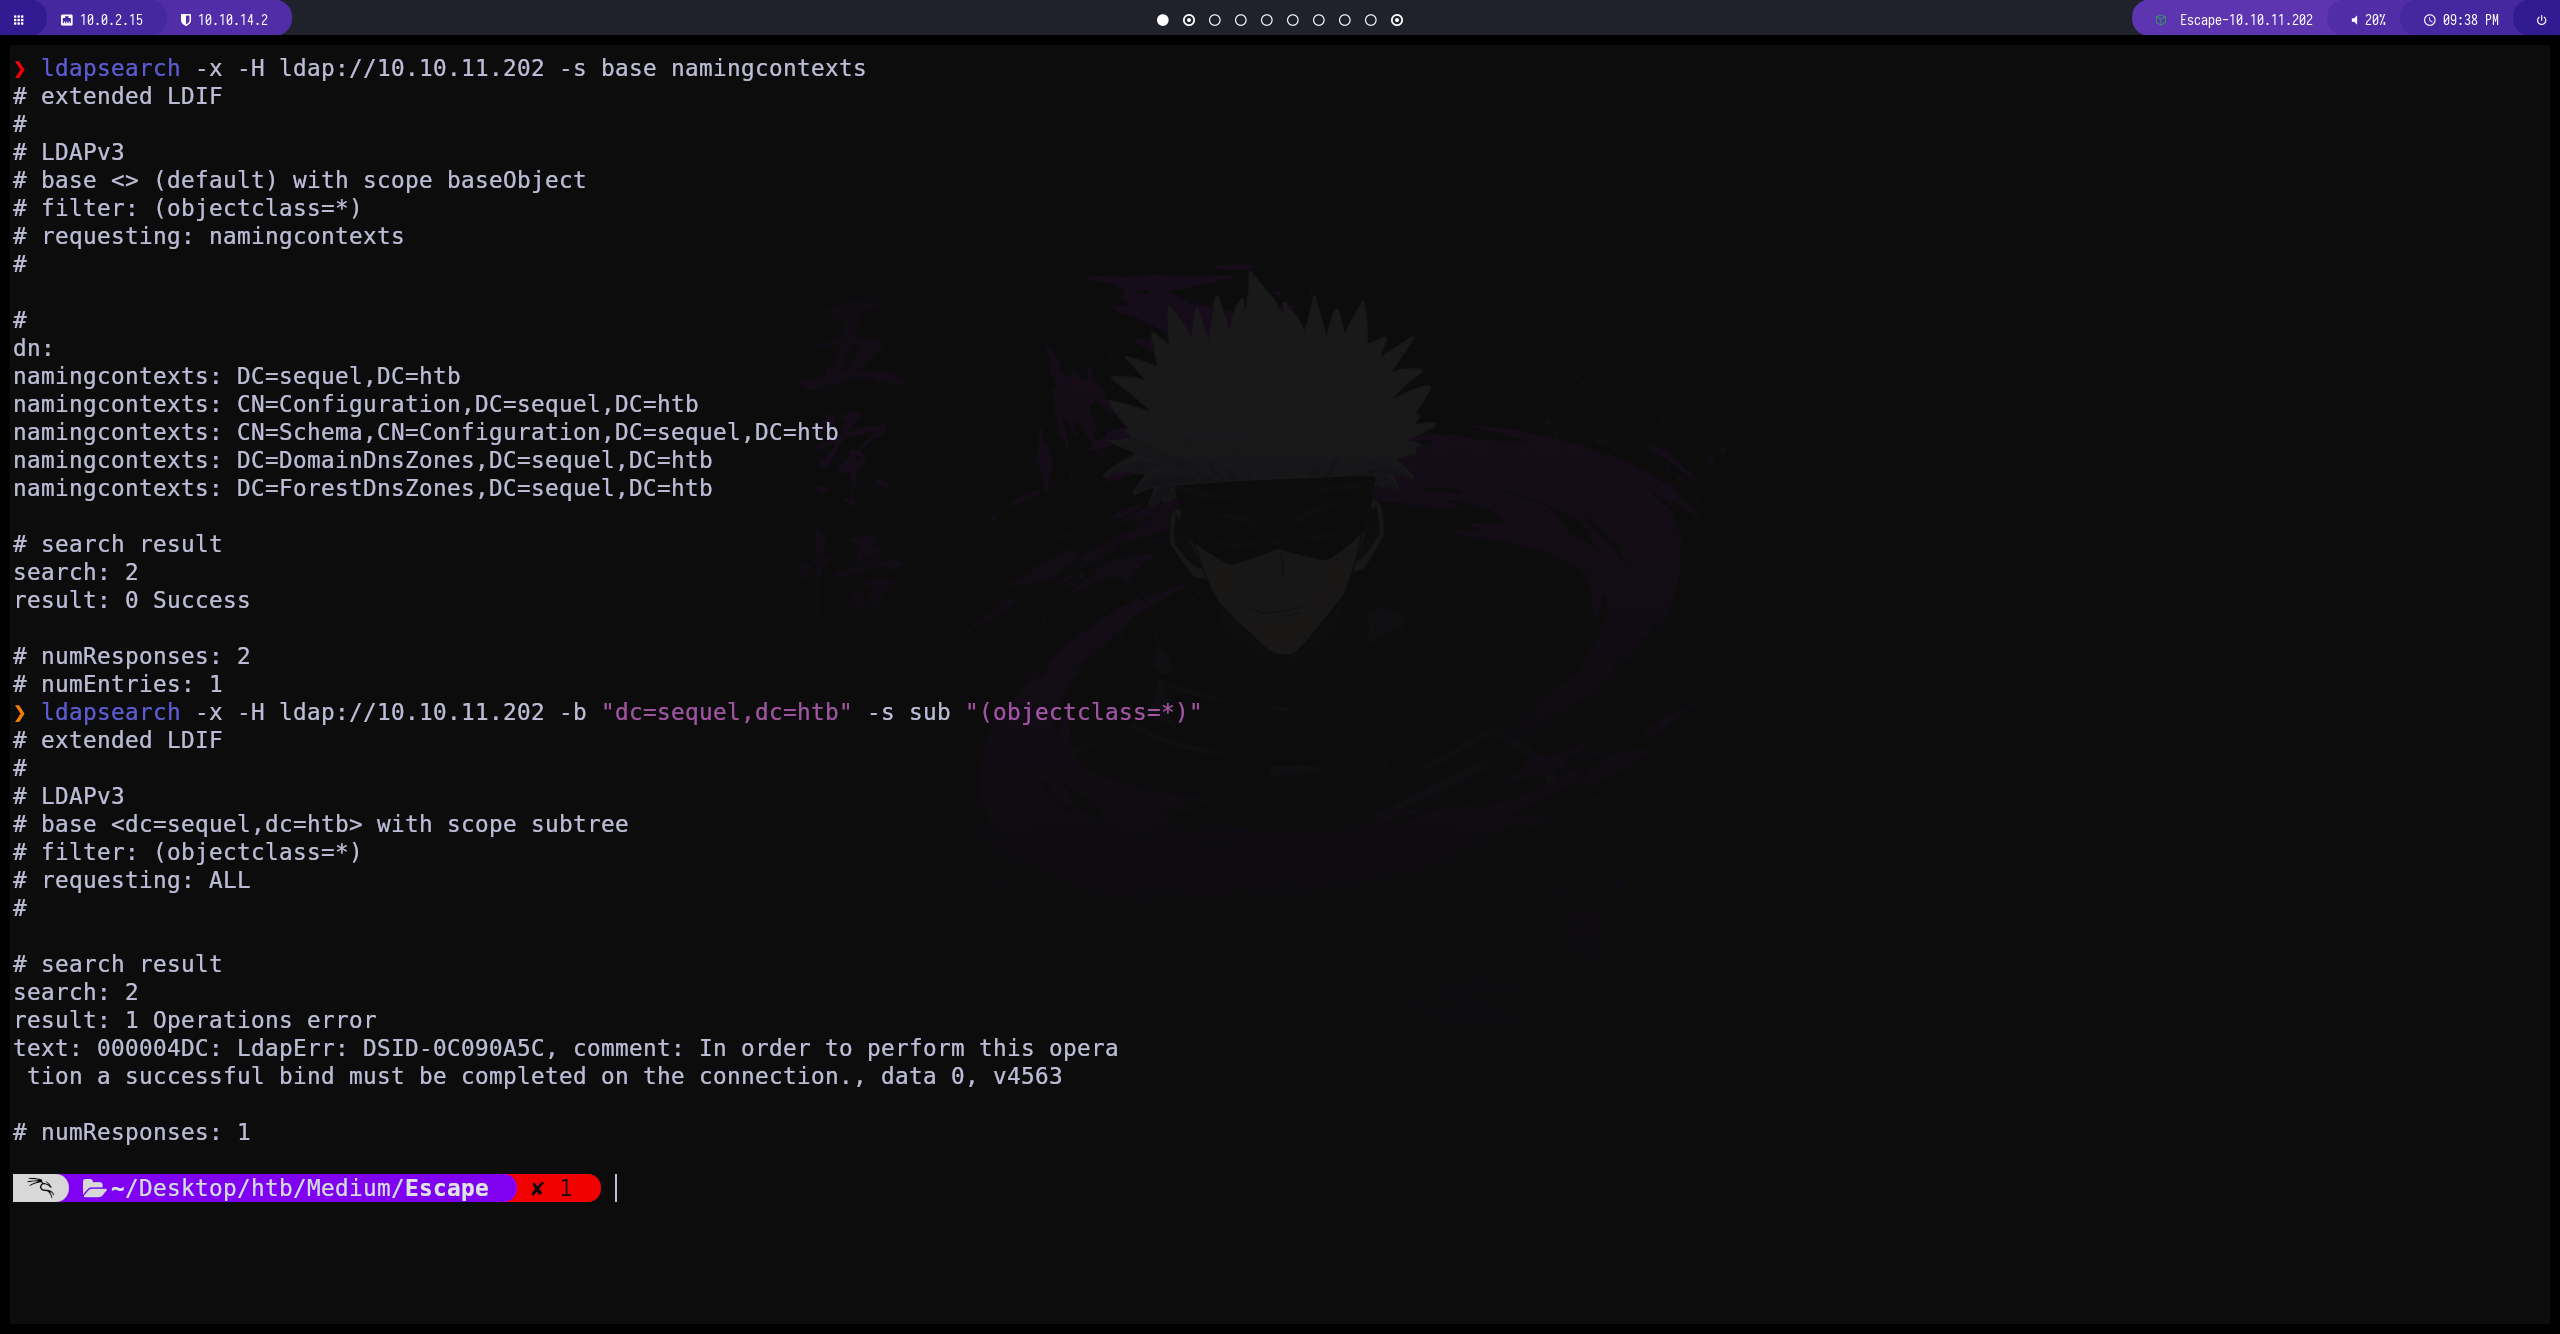 10.0.2.15 10.10.14.2 Escape-10.10.11.202 20% 09:38 PM
❯ ldapsearch -x -H ldap://10.10.11.202 -s base namingcontexts
# extended LDIF
#
# LDAPv3
# base <> (default) with scope baseObject
# filter: (objectclass=*)
# requesting: namingcontexts
#
#
dn:
namingcontexts: DC=sequel,DC=htb
namingcontexts: CN=Configuration,DC=sequel,DC=htb
namingcontexts: CN=Schema,CN=Configuration,DC=sequel,DC=htb
namingcontexts: DC=DomainDnsZones,DC=sequel,DC=htb
namingcontexts: DC=ForestDnsZones,DC=sequel,DC=htb
# search result
search: 2
result: 0 Success
# numResponses: 2
# numEntries: 1
❯ ldapsearch -x -H ldap://10.10.11.202 -b "dc=sequel,dc=htb" -s sub "(objectclass=*)"
# extended LDIF
#
# LDAPv3
# base <dc=sequel,dc=htb> with scope subtree
# filter: (objectclass=*)
# requesting: ALL
#
# search result
search: 2
result: 1 Operations error
text: 000004DC: LdapErr: DSID-0C090A5C, comment: In order to perform this opera
 tion a successful bind must be completed on the connection., data 0, v4563
# numResponses: 1
~/Desktop/htb/Medium/Escape ✘ 1
五
条
悟